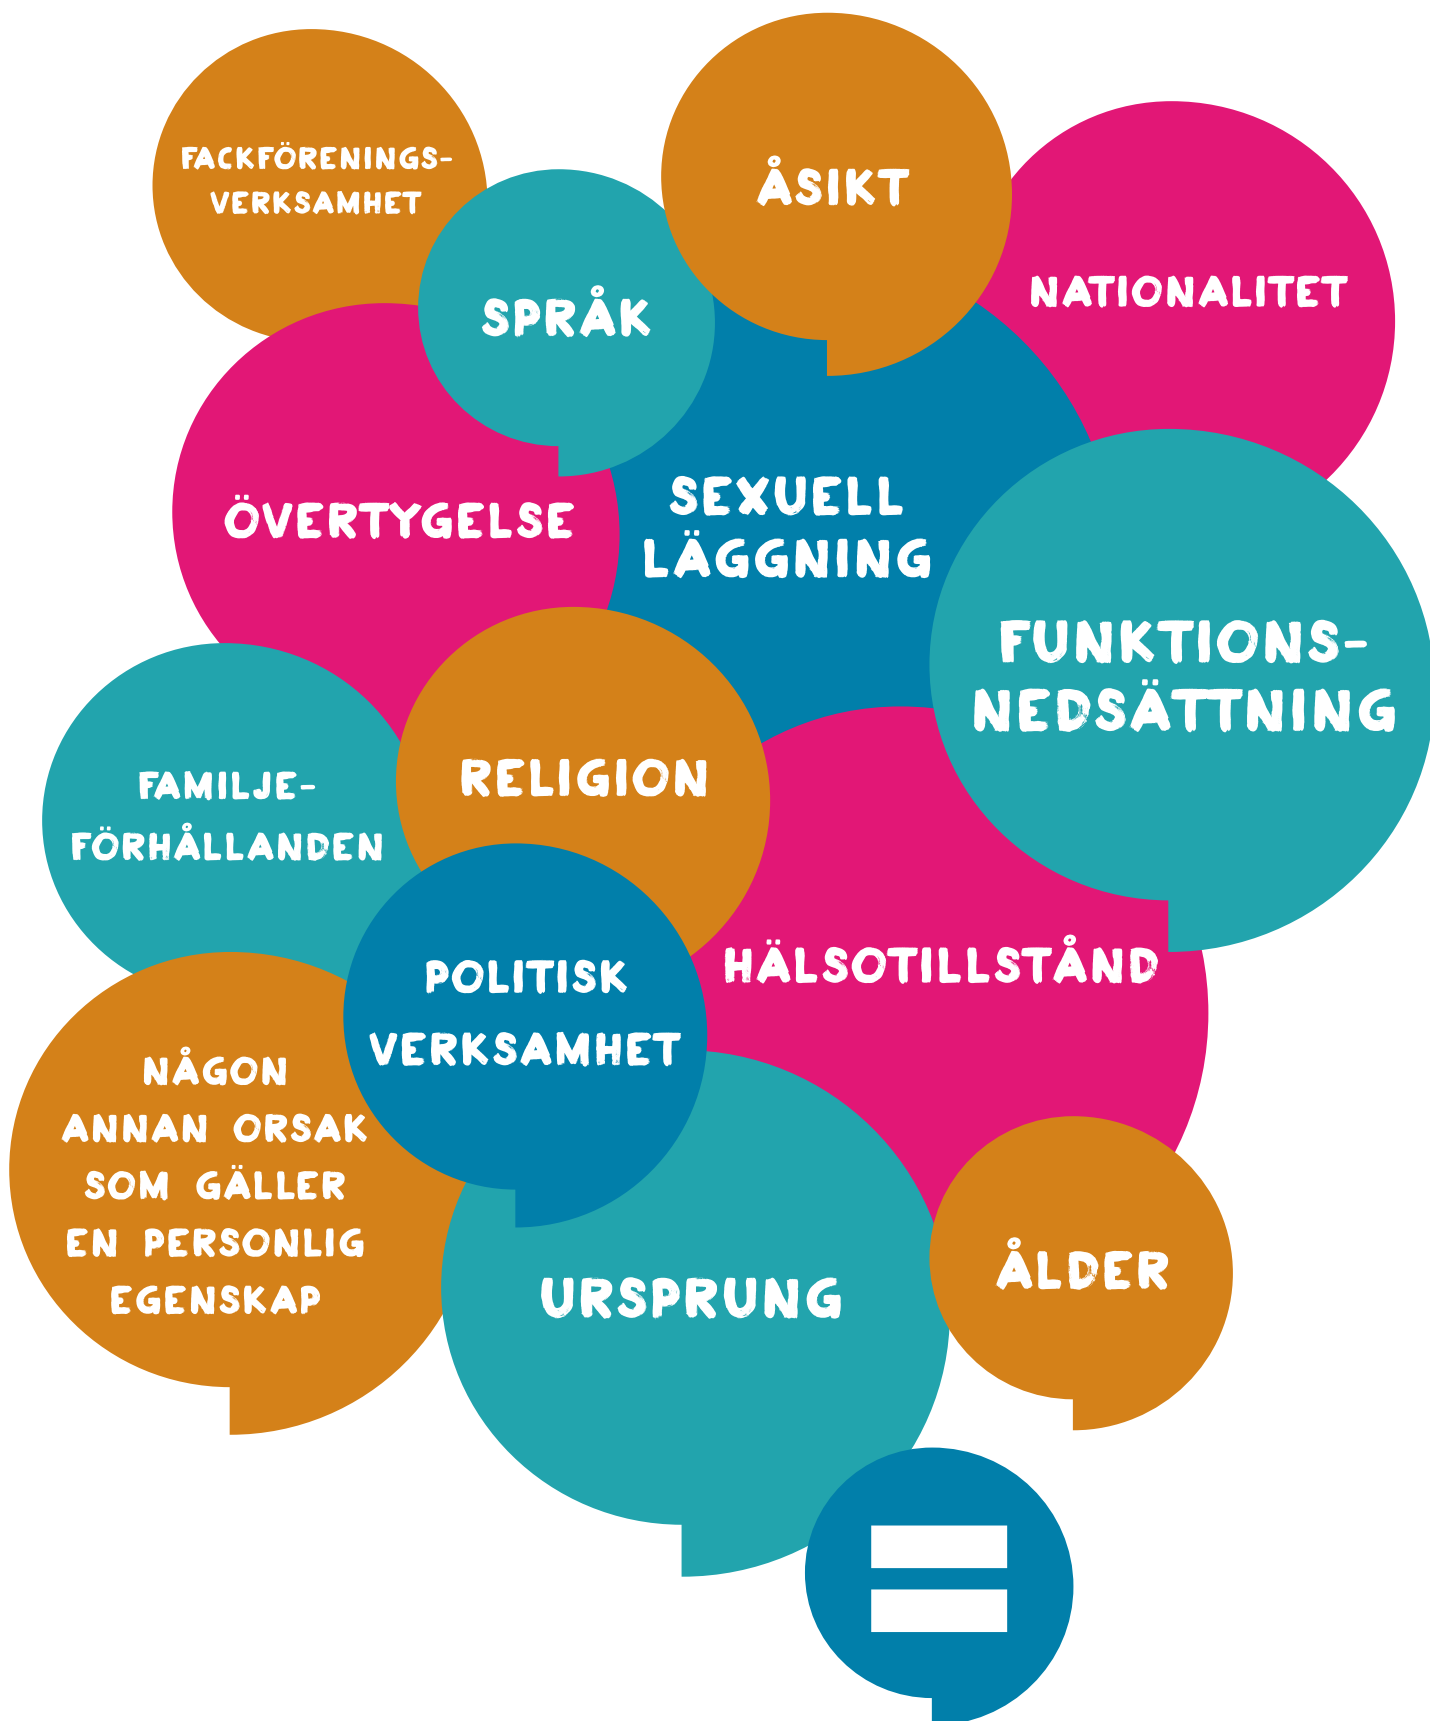 FACKFÖRENINGS-
VERKSAMHET
ÅSIKT
SPRÅK
NATIONALITET
ÖVERTYGELSE
SEXUELL
LÄGGNING
FUNKTIONS-
NEDSÄTTNING
FAMILJE-
FÖRHÅLLANDEN
RELIGION
POLITISK
VERKSAMHET
HÄLSOTILLSTÅND
NÅGON
ANNAN ORSAK
SOM GÄLLER
EN PERSONLIG
EGENSKAP
URSPRUNG
ÅLDER
=